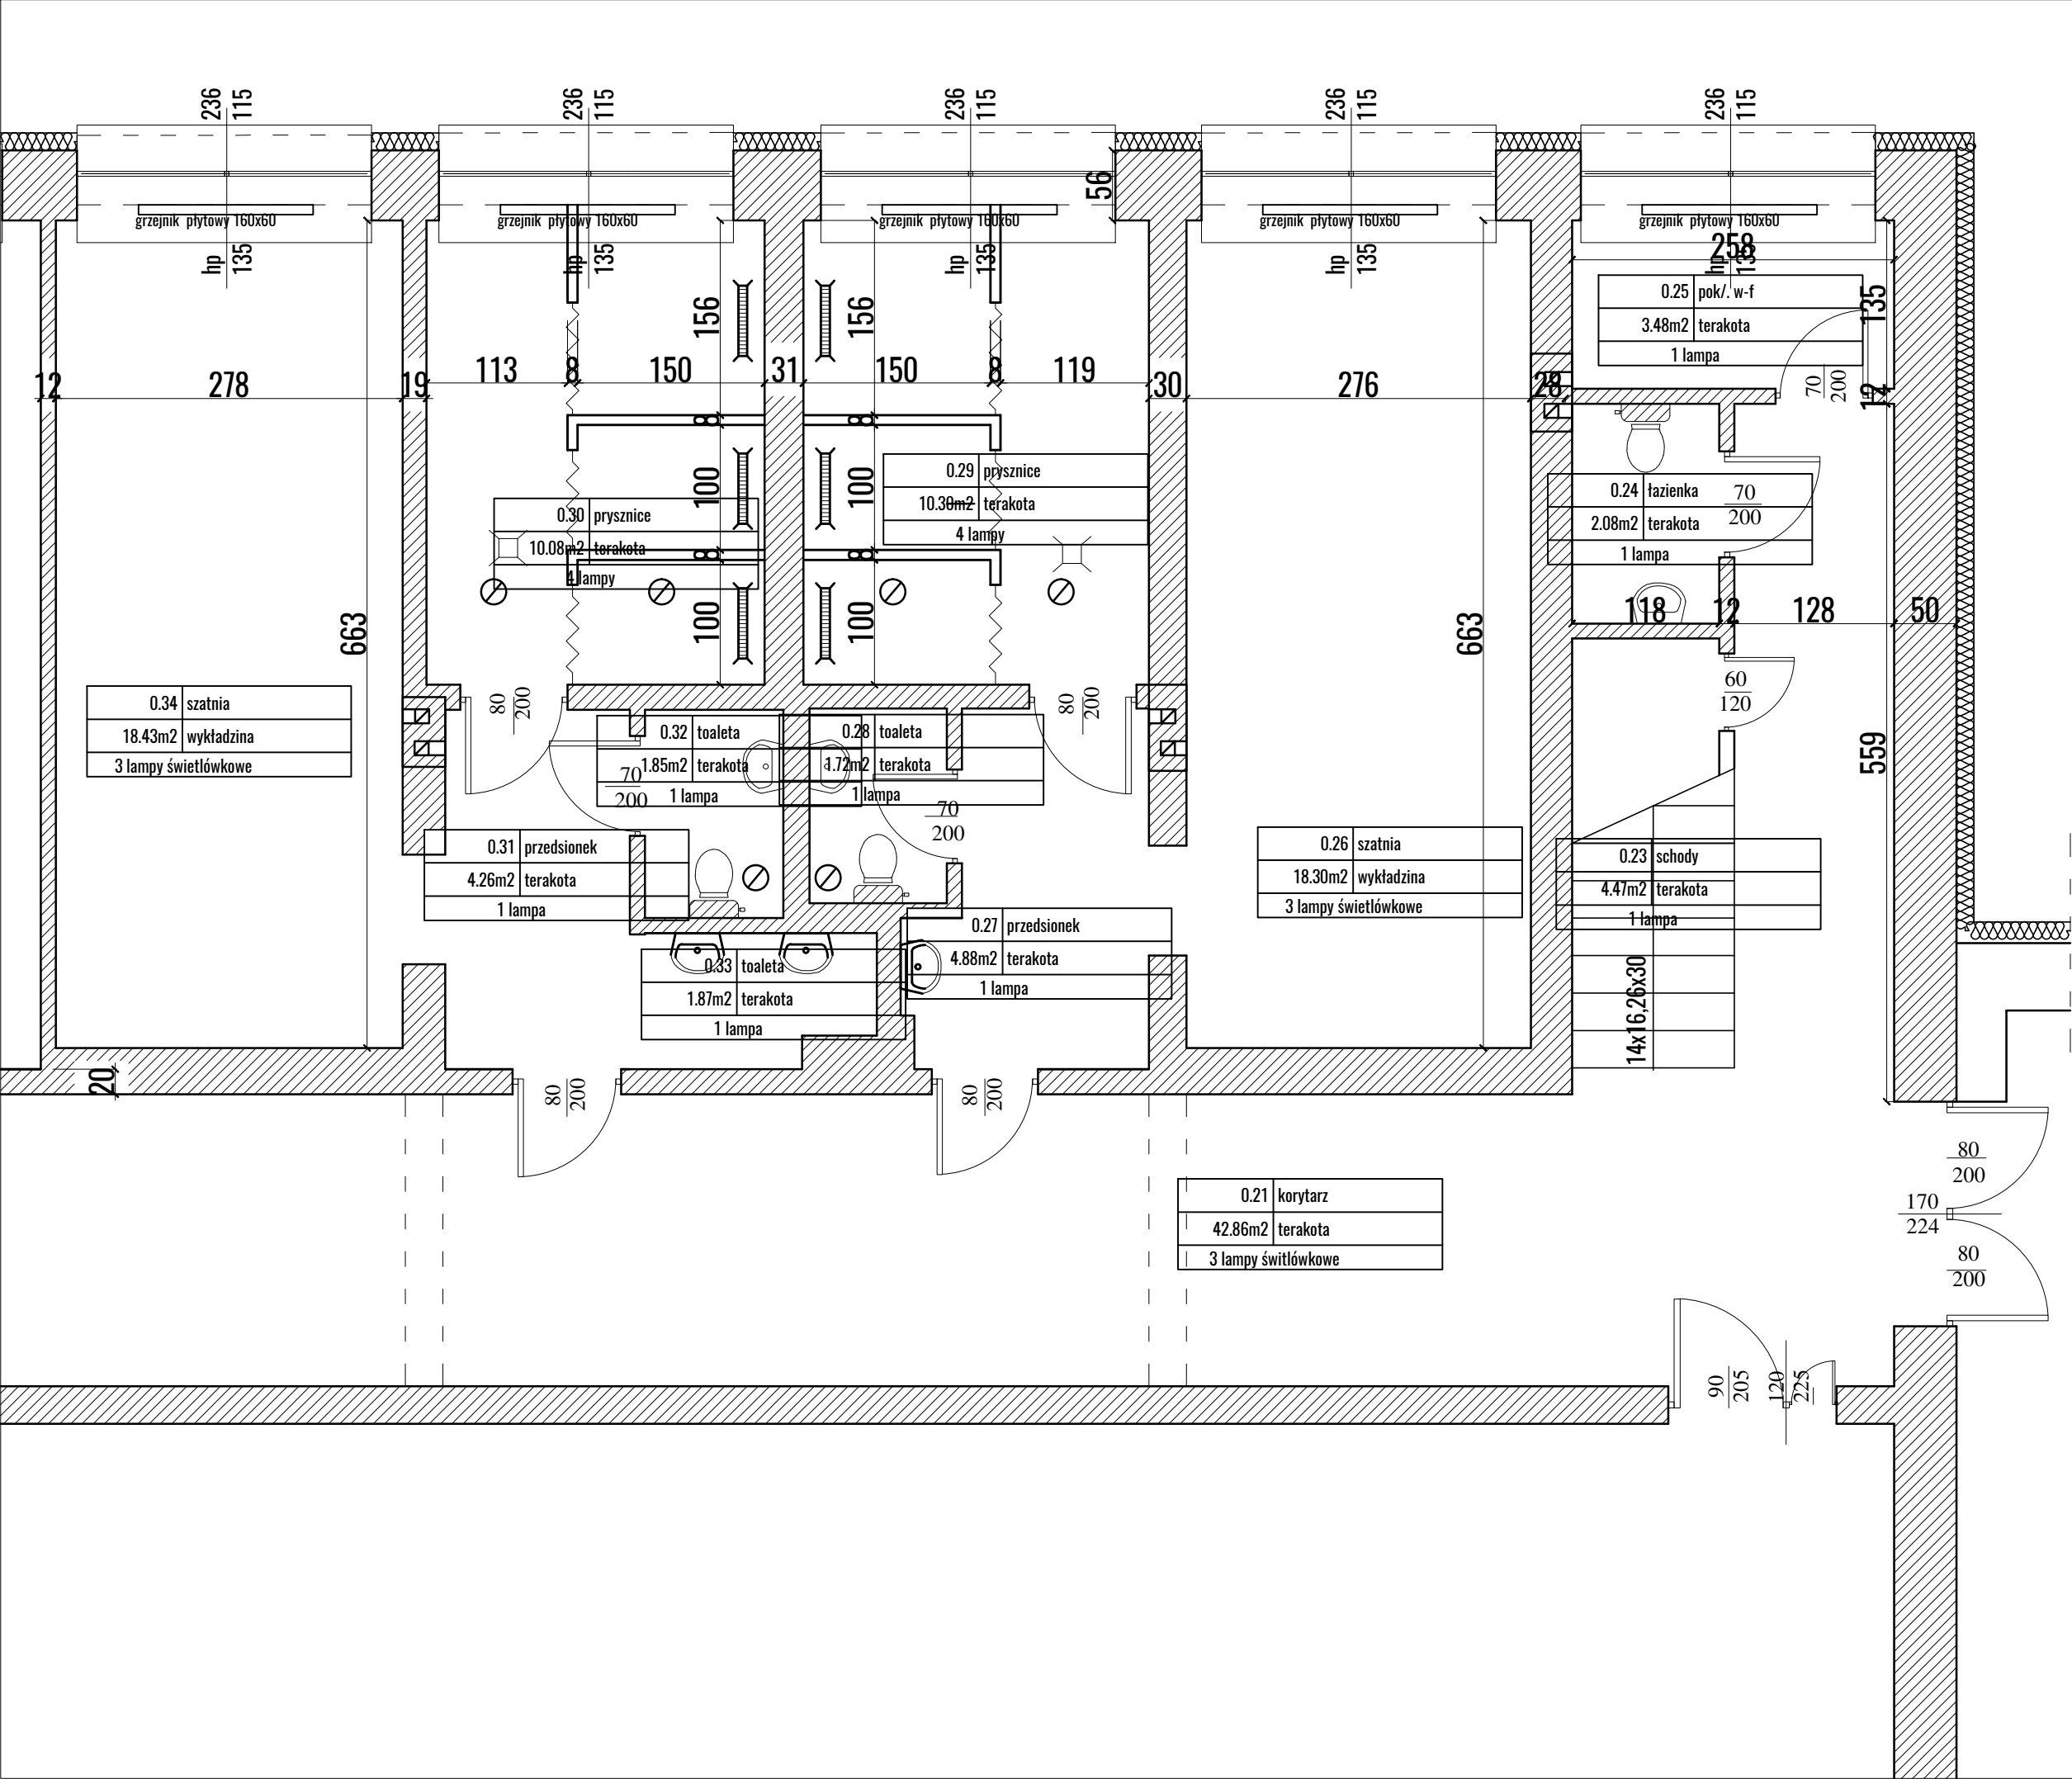 236 115
236 115
236 115
236 115
236 115
56
grzejnik płytowy 160x60
grzejnik płytowy 160x60
grzejnik płytowy 160x60
grzejnik płytowy 160x60
grzejnik płytowy 160x60
hp 135
hp 135
hp 135
hp 135
hp 135
258
0.25 pok/. w-f
3.48m2 terakota
1 lampa
135
156
156
12
278
19
113
8
150
31
150
8
119
30
276
28
70
200
12
8
8
100
100
0.29 prysznice
10.30m2 terakota
4 lampy
0.30 prysznice
10.08m2 terakota
4 lampy
0.24 łazienka
2.08m2 terakota
1 lampa
70
200
8
8
100
100
663
663
118
12
128
50
60
120
0.34 szatnia
18.43m2 wykładzina
3 lampy świetlówkowe
80
200
80
200
0.32 toaleta
1.85m2 terakota
1 lampa
0.28 toaleta
1.72m2 terakota
1 lampa
70
200
70
200
559
0.31 przedsionek
4.26m2 terakota
1 lampa
0.26 szatnia
18.30m2 wykładzina
3 lampy świetlówkowe
0.23 schody
4.47m2 terakota
1 lampa
0.27 przedsionek
4.88m2 terakota
1 lampa
0.33 toaleta
1.87m2 terakota
1 lampa
14x16,26x30
20
80
200
80
200
80
200
170
224
80
200
0.21 korytarz
42.86m2 terakota
3 lampy świtlówkowe
90
205
120
225